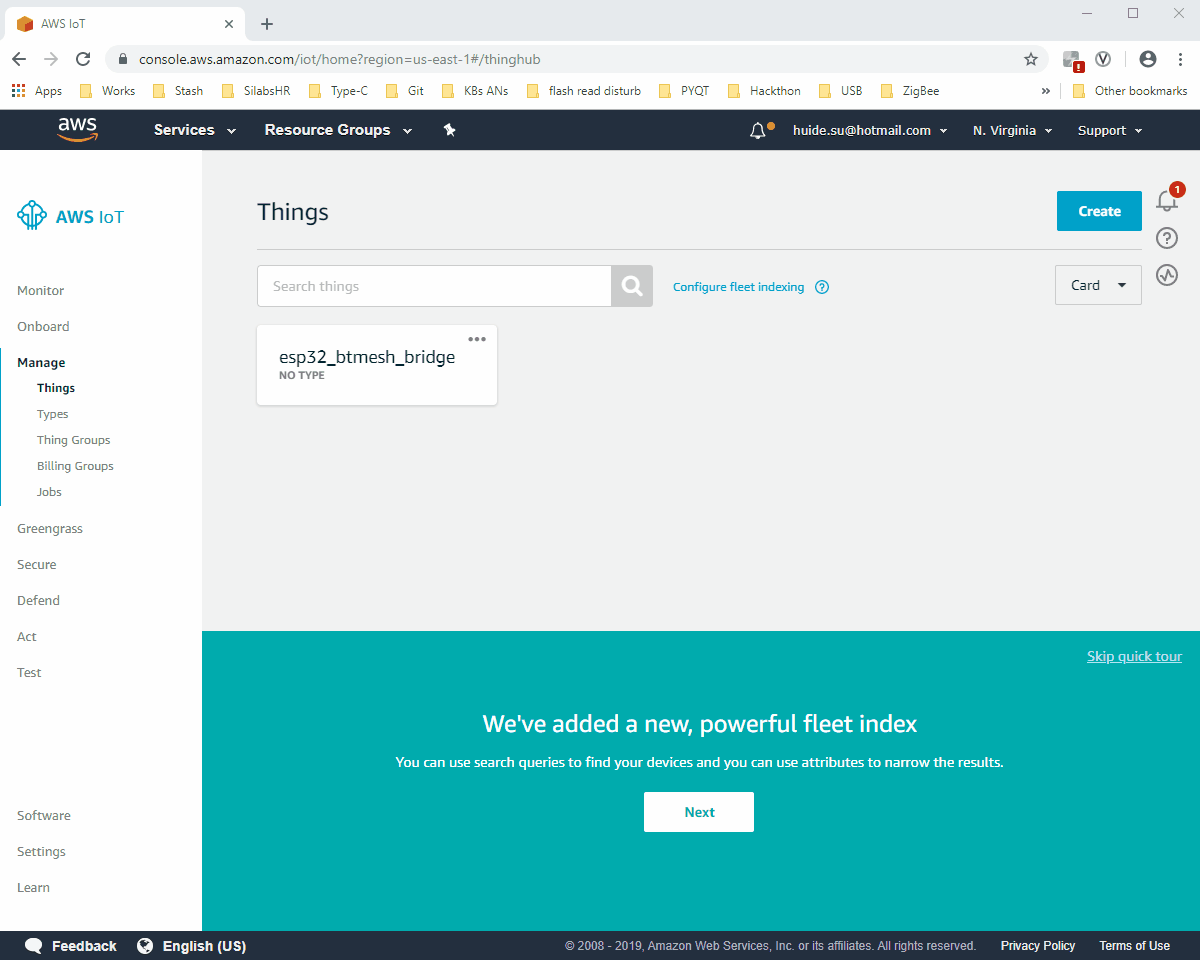 AWS IoT
console.aws.amazon.com/iot/home?region=us-east-1#/thinghub
Apps Works Stash SilabsHR Type-C Git KBs ANs flash read disturb PYQT Hackthon USB ZigBee » Other bookmarks
aws Services Resource Groups huide.su@hotmail.com N. Virginia Support
AWS IoT
Monitor
Onboard
Manage
Things
Types
Thing Groups
Billing Groups
Jobs
Greengrass
Secure
Defend
Act
Test
Software
Settings
Learn
Things
Create
1
Search things
Configure fleet indexing ?
Card
?
esp32_btmesh_bridge
NO TYPE
Skip quick tour
We've added a new, powerful fleet index
You can use search queries to find your devices and you can use attributes to narrow the results.
Next
Feedback English (US) © 2008 - 2019, Amazon Web Services, Inc. or its affiliates. All rights reserved. Privacy Policy Terms of Use